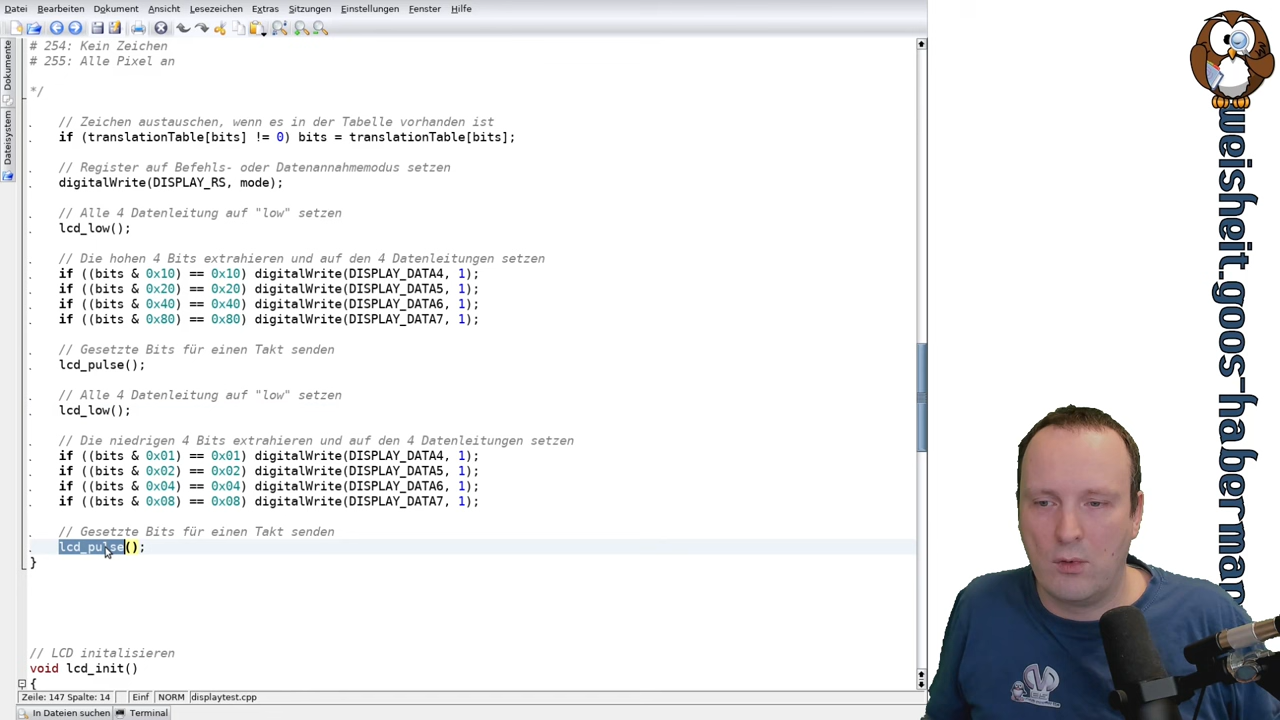 Datei Bearbeiten Dokument Ansicht Lesezeichen Extras Sitzungen Einstellungen Fenster Hilfe
Dokumente
Dateisystem
# 254: Kein Zeichen
# 255: Alle Pixel an
*/
// Zeichen austauschen, wenn es in der Tabelle vorhanden ist
if (translationTable[bits] != 0) bits = translationTable[bits];
// Register auf Befehls- oder Datenannahmemodus setzen
digitalWrite(DISPLAY_RS, mode);
// Alle 4 Datenleitung auf "low" setzen
lcd_low();
// Die hohen 4 Bits extrahieren und auf den 4 Datenleitungen setzen
if ((bits & 0x10) == 0x10) digitalWrite(DISPLAY_DATA4, 1);
if ((bits & 0x20) == 0x20) digitalWrite(DISPLAY_DATA5, 1);
if ((bits & 0x40) == 0x40) digitalWrite(DISPLAY_DATA6, 1);
if ((bits & 0x80) == 0x80) digitalWrite(DISPLAY_DATA7, 1);
// Gesetzte Bits für einen Takt senden
lcd_pulse();
// Alle 4 Datenleitung auf "low" setzen
lcd_low();
// Die niedrigen 4 Bits extrahieren und auf den 4 Datenleitungen setzen
if ((bits & 0x01) == 0x01) digitalWrite(DISPLAY_DATA4, 1);
if ((bits & 0x02) == 0x02) digitalWrite(DISPLAY_DATA5, 1);
if ((bits & 0x04) == 0x04) digitalWrite(DISPLAY_DATA6, 1);
if ((bits & 0x08) == 0x08) digitalWrite(DISPLAY_DATA7, 1);
// Gesetzte Bits für einen Takt senden
lcd_pulse();
}
// LCD initalisieren
void lcd_init()
{
Zeile: 147 Spalte: 14 Einf NORM displaytest.cpp
In Dateien suchen Terminal
weisheit.goos-haberman